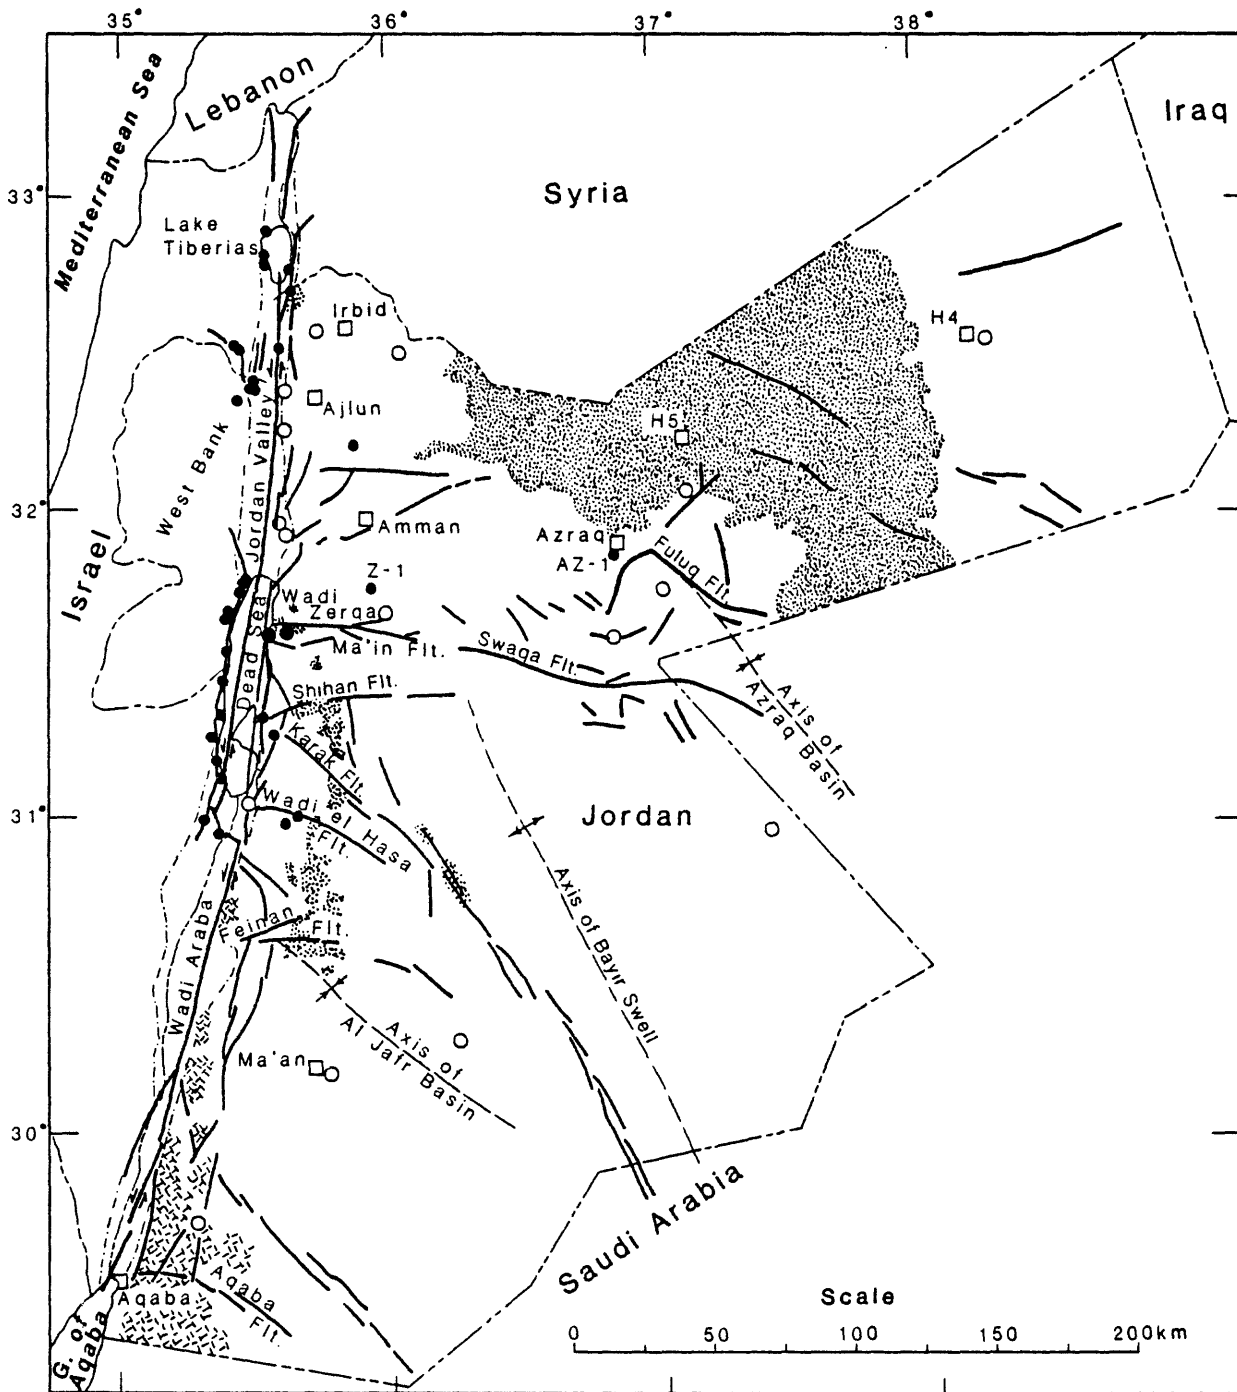 35°
36°
37°
38°
Mediterranean Sea
Lebanon
Iraq
Syria
33°
Lake
Tiberias
Irbid
H4
Ajlun
H5
Jordan Valley
West Bank
32°
Amman
Azraq
AZ-1
Fuluq Flt.
Israel
Z-1
Wadi
Zerqa
Ma'in Flt.
Swaqa Flt.
Dead Sea
Shihan Flt.
Axis of
Azraq Basin
Karak Flt.
31°
Wadi el Hasa
Flt.
Jordan
Axis of Bayir Swell
Feinan
Flt.
Wadi Araba
Axis of
Al Jafr Basin
Ma'an
30°
Saudi Arabia
Aqaba
Aqaba
Flt.
G. of
Aqaba
Scale
0 50 100 150 200km